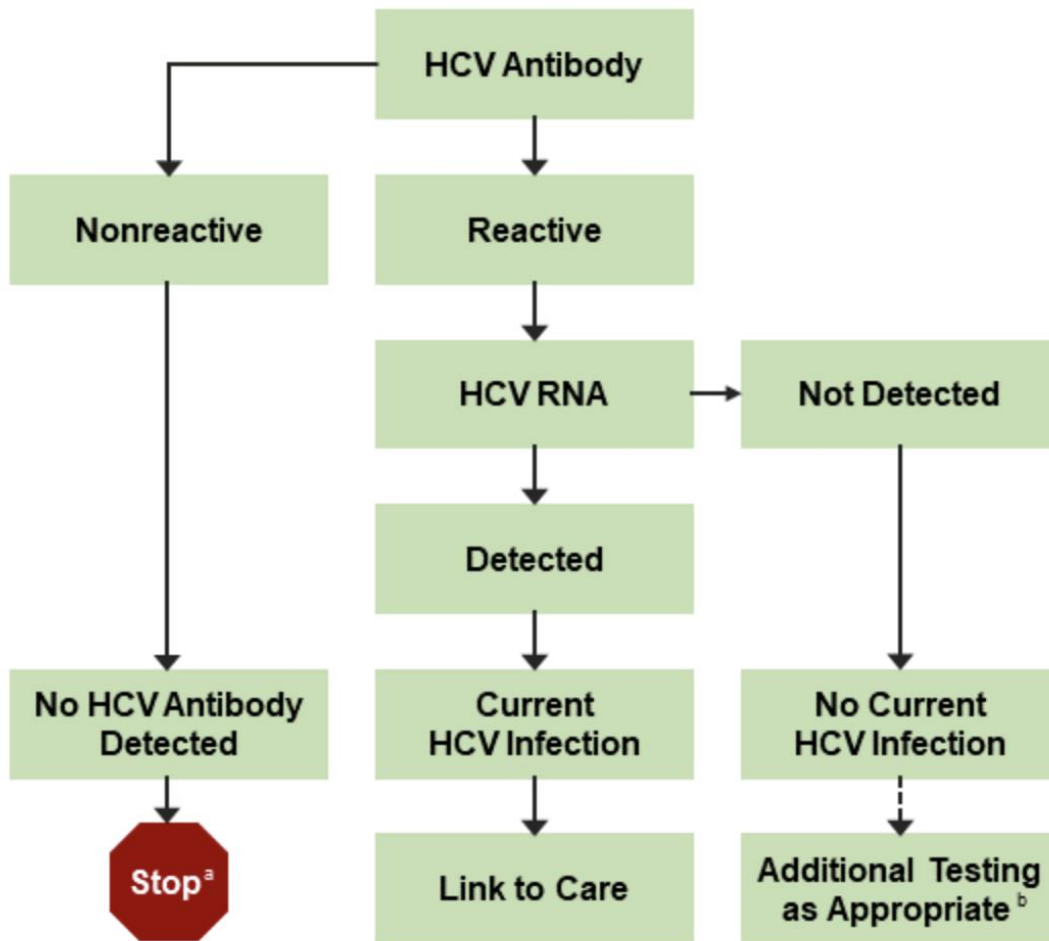 HCV Antibody
Nonreactive
Reactive
HCV RNA
Not Detected
Detected
No HCV Antibody
Detected
Current
HCV Infection
No Current
HCV Infection
Stop a
Link to Care
Additional Testing
as Appropriate b